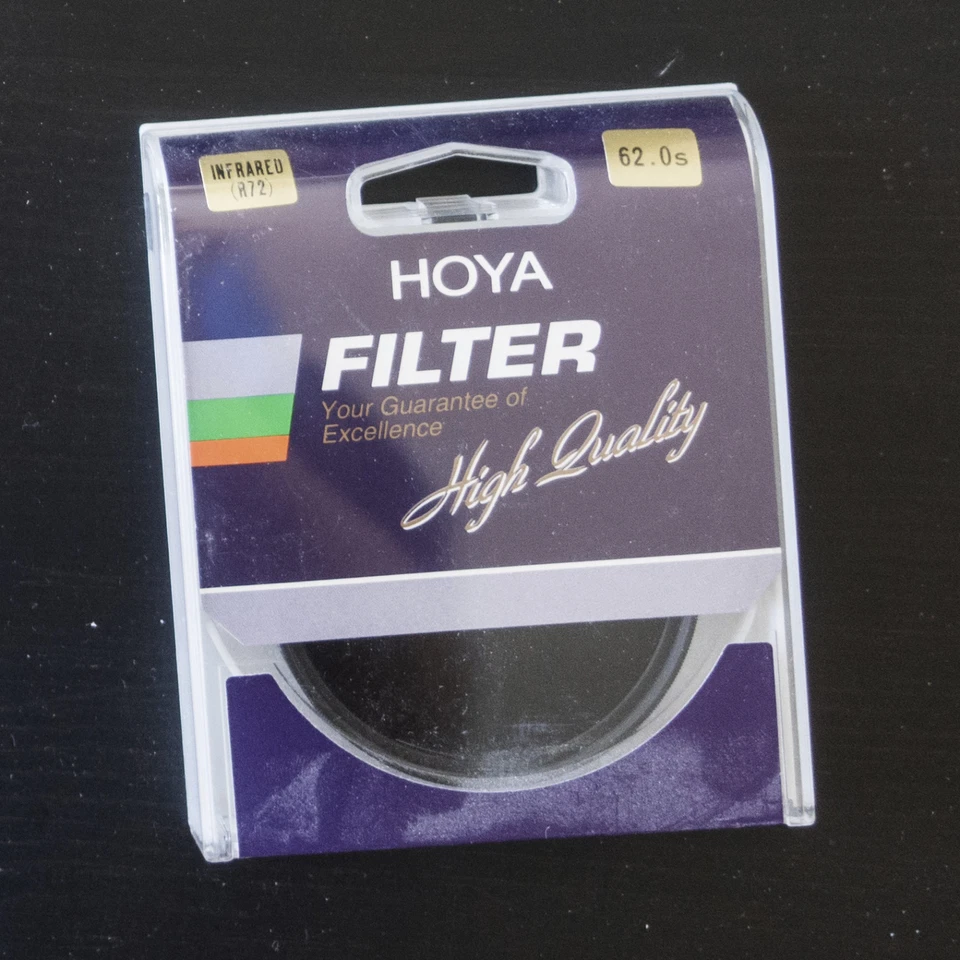 INFRARED
(R72)
62.0s
HOYA
FILTER
Your Guarantee of
Excellence
High Quality